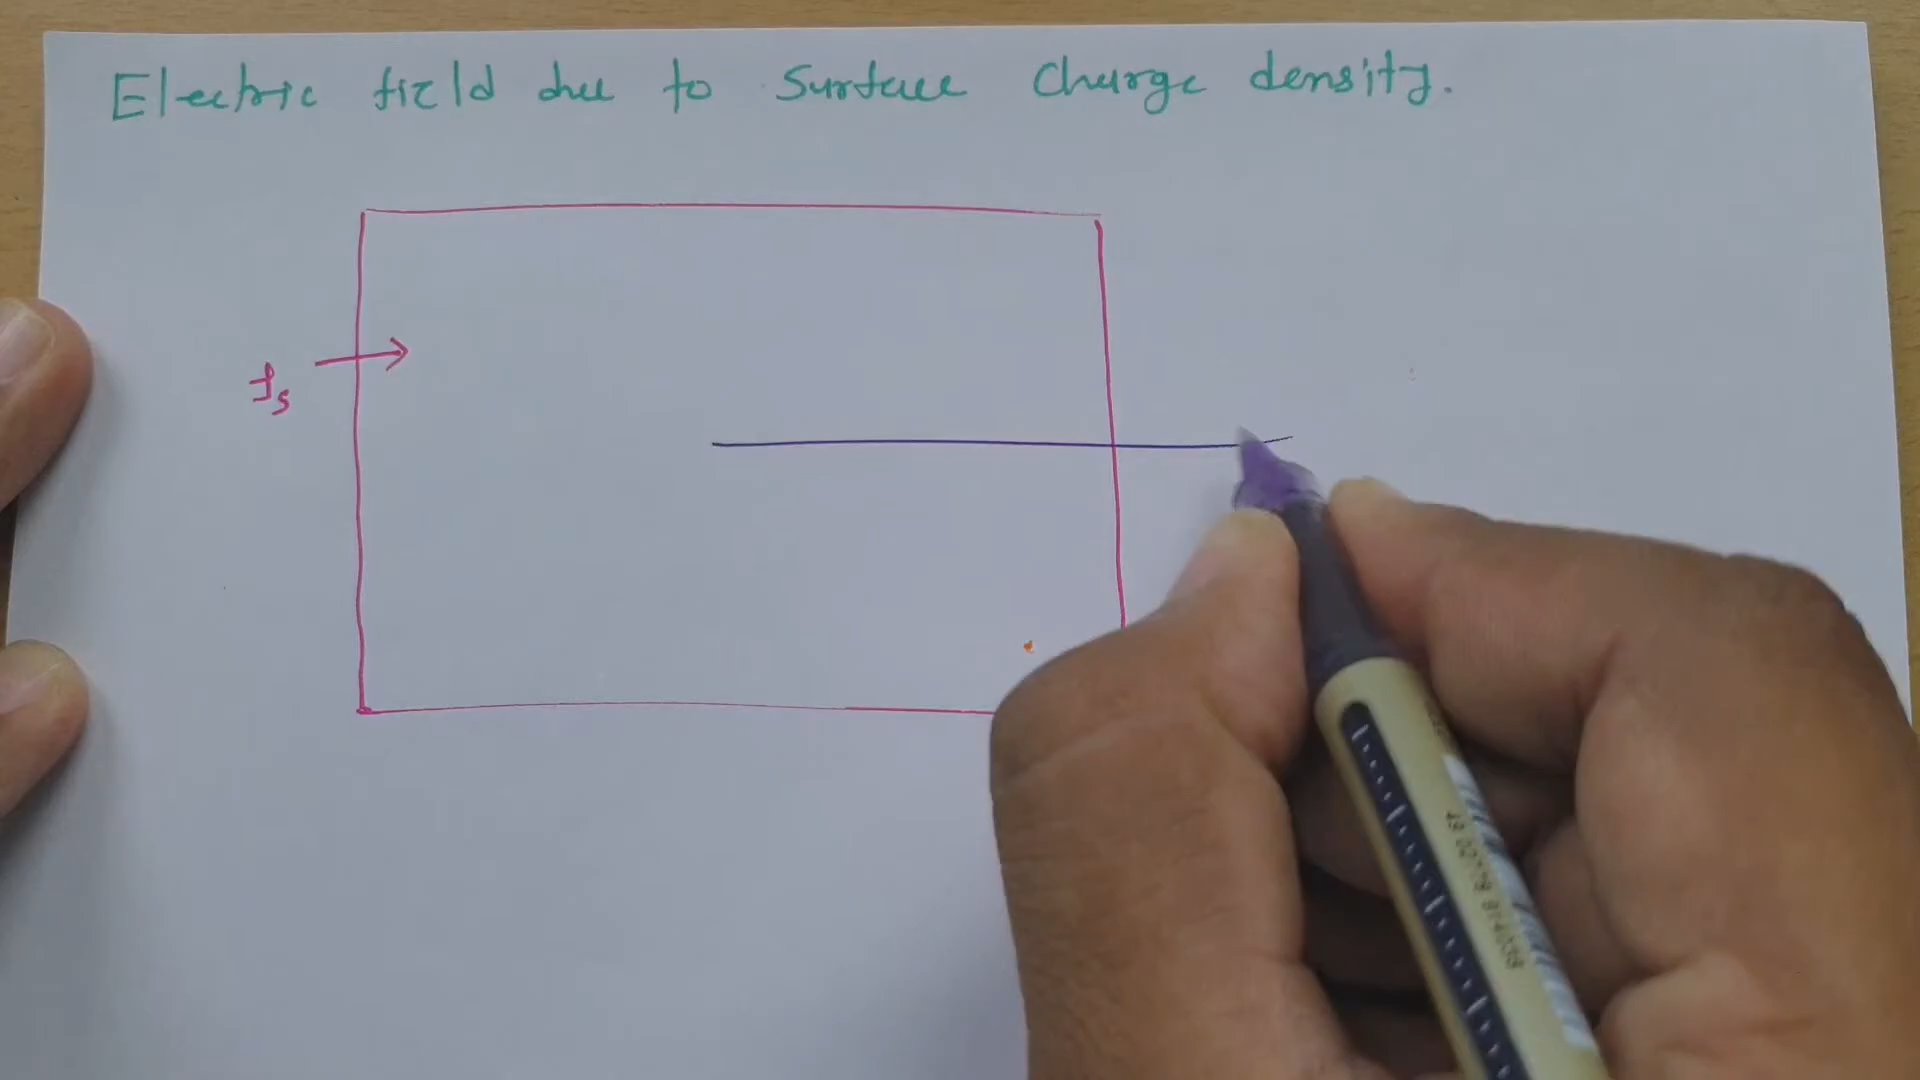 Electric field due to Surface Charge density.
ρs